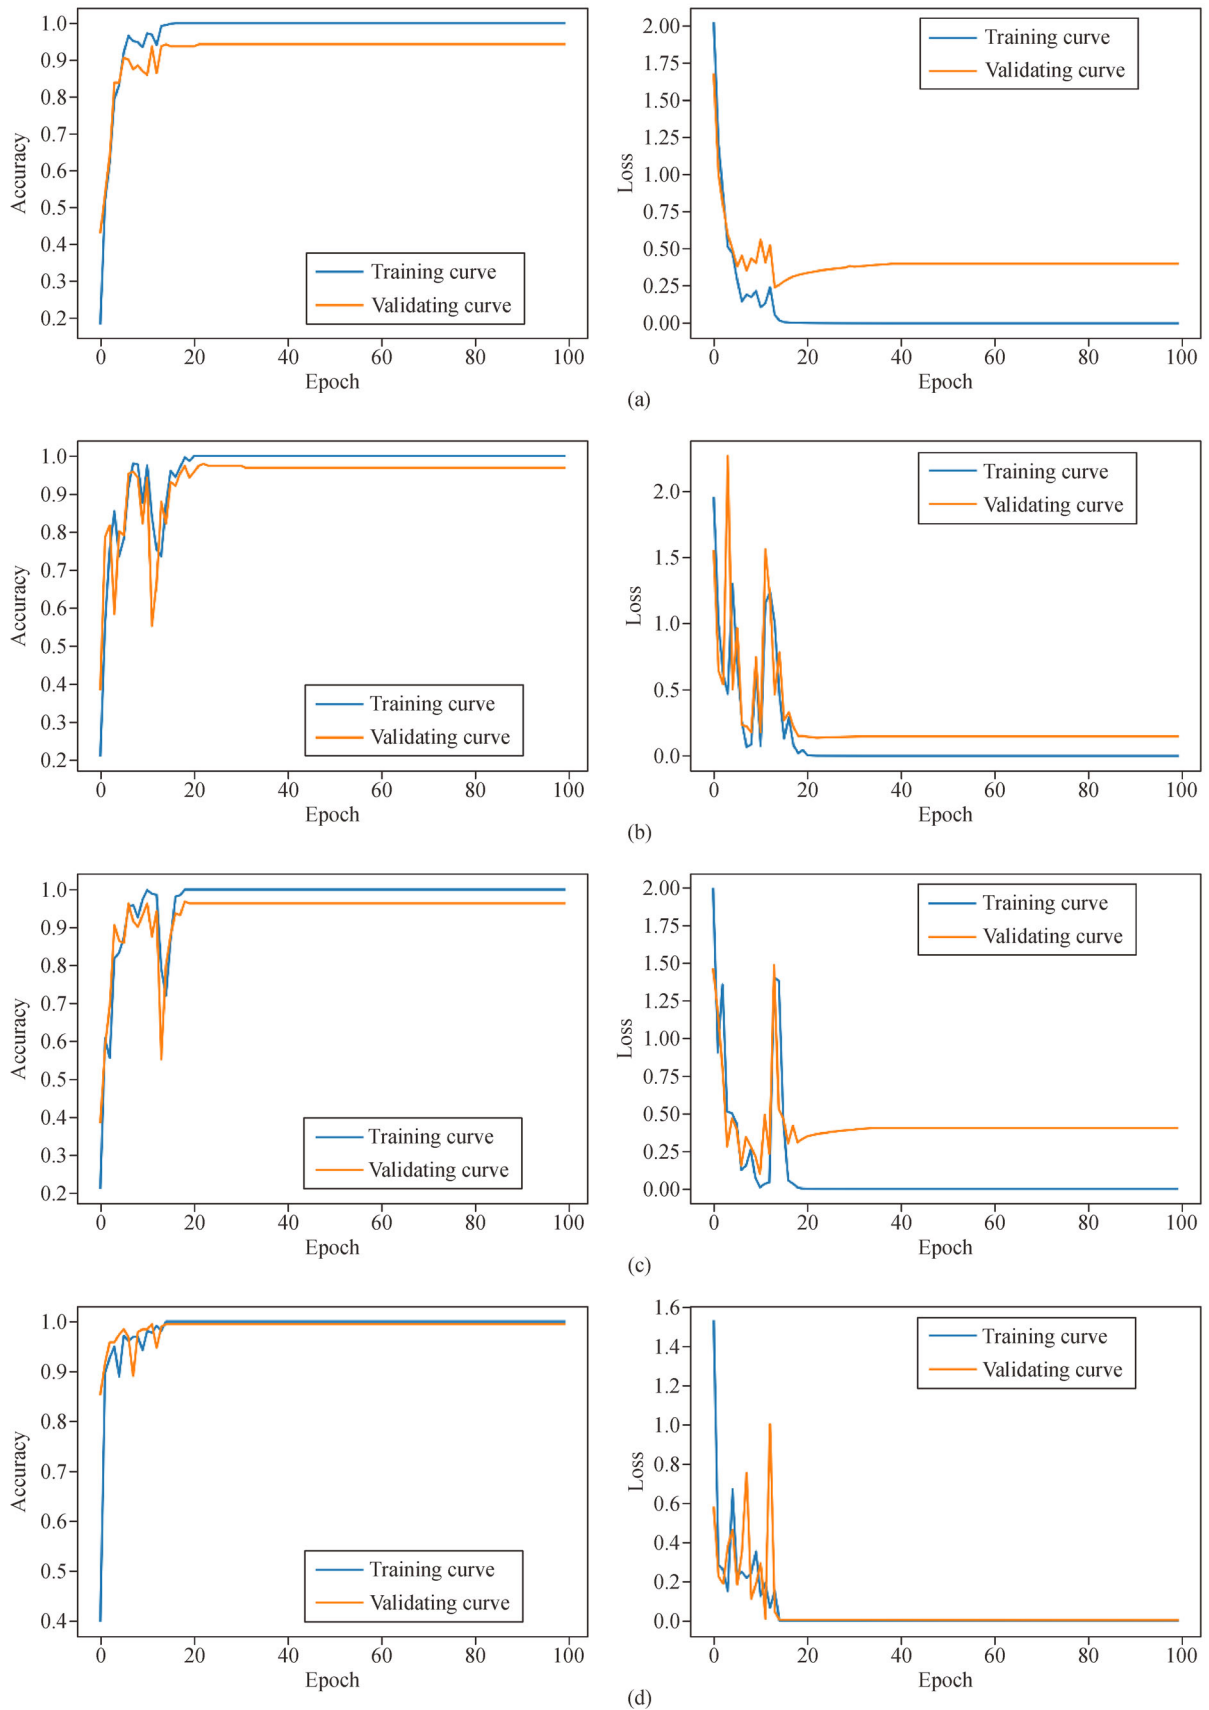 1.0
0.9
0.8
0.7
0.6
0.5
0.4
0.3
0.2
Accuracy
Training curve
Validating curve
0 20 40 60 80 100
Epoch
2.00
1.75
1.50
1.25
1.00
0.75
0.50
0.25
0.00
Loss
Training curve
Validating curve
0 20 40 60 80 100
Epoch
(a)
1.0
0.9
0.8
0.7
0.6
0.5
0.4
0.3
0.2
Accuracy
Training curve
Validating curve
0 20 40 60 80 100
Epoch
2.0
1.5
1.0
0.5
0.0
Loss
Training curve
Validating curve
0 20 40 60 80 100
Epoch
(b)
1.0
0.9
0.8
0.7
0.6
0.5
0.4
0.3
0.2
Accuracy
Training curve
Validating curve
0 20 40 60 80 100
Epoch
2.00
1.75
1.50
1.25
1.00
0.75
0.50
0.25
0.00
Loss
Training curve
Validating curve
0 20 40 60 80 100
Epoch
(c)
1.0
0.9
0.8
0.7
0.6
0.5
0.4
Accuracy
Training curve
Validating curve
0 20 40 60 80 100
Epoch
1.6
1.4
1.2
1.0
0.8
0.6
0.4
0.2
0.0
Loss
Training curve
Validating curve
0 20 40 60 80 100
Epoch
(d)